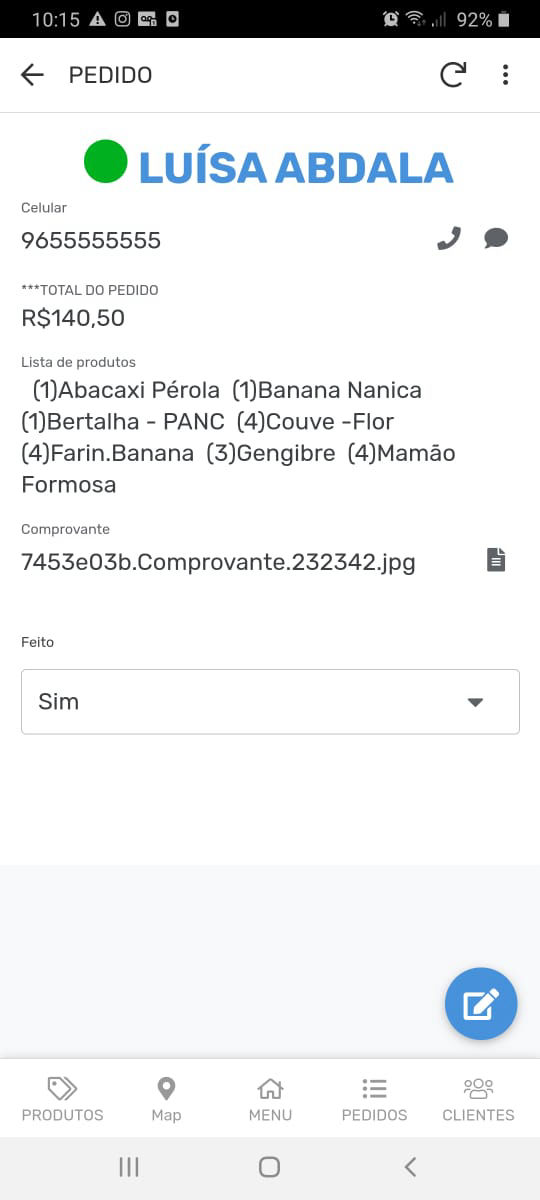 10:15 92%
PEDIDO
LUÍSA ABDALA
Celular
9655555555
***TOTAL DO PEDIDO
R$140,50
Lista de produtos
(1)Abacaxi Pérola (1)Banana Nanica
(1)Bertalha - PANC (4)Couve -Flor
(4)Farin.Banana (3)Gengibre (4)Mamão
Formosa
Comprovante
7453e03b.Comprovante.232342.jpg
Feito
Sim
PRODUTOS Map MENU PEDIDOS CLIENTES